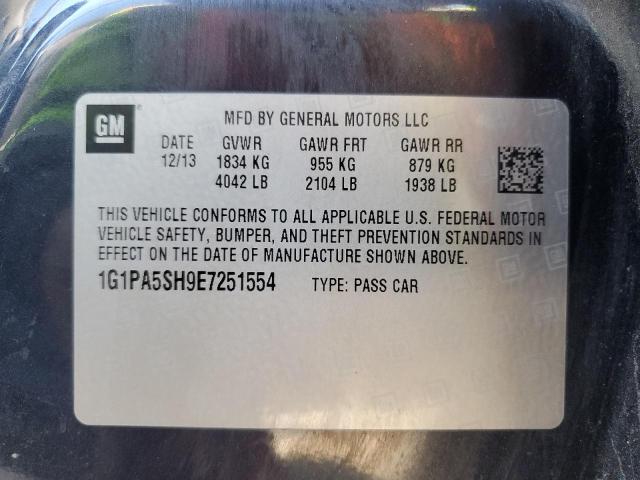 GM
MFD BY GENERAL MOTORS LLC
DATE GVWR GAWR FRT GAWR RR
12/13 1834 KG 955 KG 879 KG
4042 LB 2104 LB 1938 LB
THIS VEHICLE CONFORMS TO ALL APPLICABLE U.S. FEDERAL MOTOR
VEHICLE SAFETY, BUMPER, AND THEFT PREVENTION STANDARDS IN
EFFECT ON THE DATE OF MANUFACTURE SHOWN ABOVE.
1G1PA5SH9E7251554 TYPE: PASS CAR